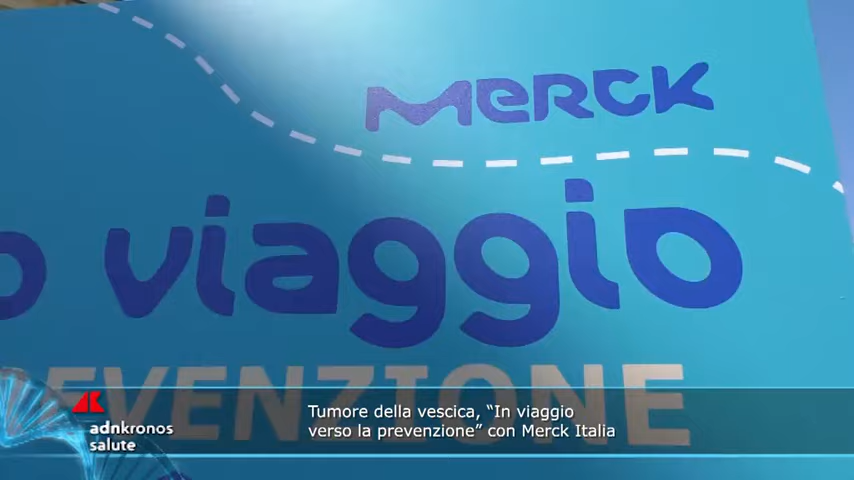 MERCK
o viaggio
EVENZIONE
adnkronos
salute
Tumore della vescica, “In viaggio
verso la prevenzione” con Merck Italia